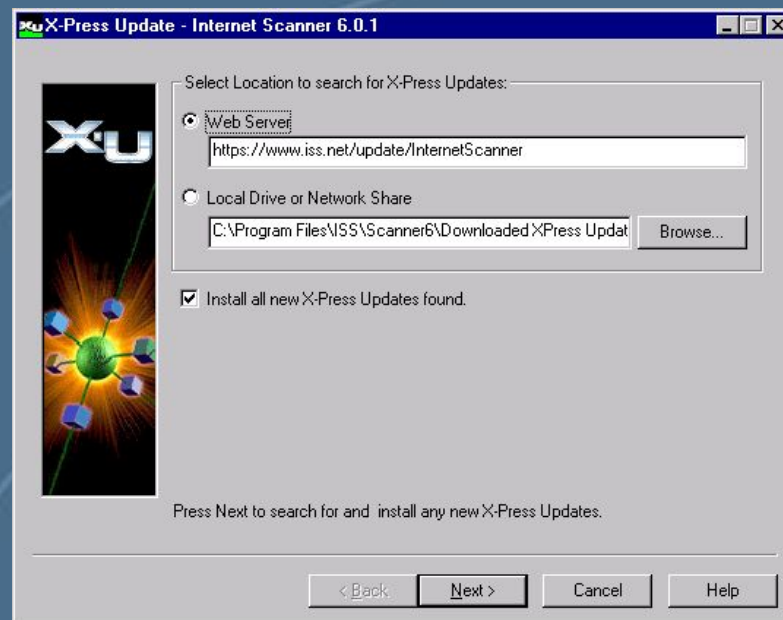 XU X-Press Update - Internet Scanner 6.0.1
Select Location to search for X-Press Updates:
X·U
Web Server
https://www.iss.net/update/InternetScanner
Local Drive or Network Share
C:\Program Files\ISS\Scanner6\Downloaded XPress Updat
Browse...
Install all new X-Press Updates found.
Press Next to search for and install any new X-Press Updates.
< Back
Next >
Cancel
Help